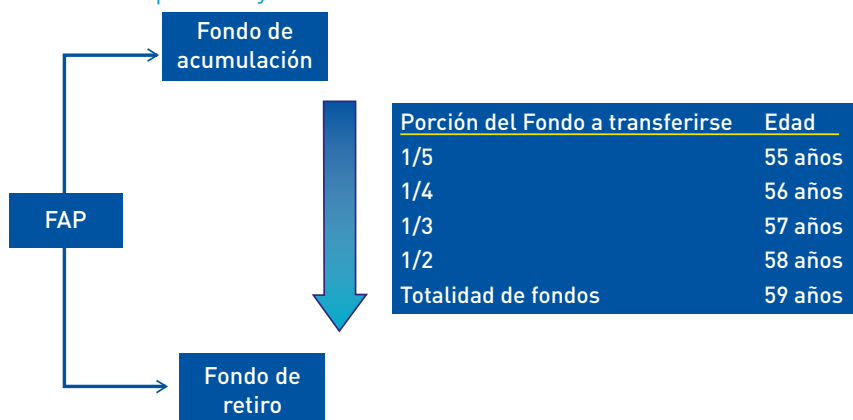 Fondo de
acumulación
Porción del Fondo a transferirse Edad
1/5 55 años
1/4 56 años
1/3 57 años
1/2 58 años
Totalidad de fondos 59 años
FAP
Fondo de
retiro